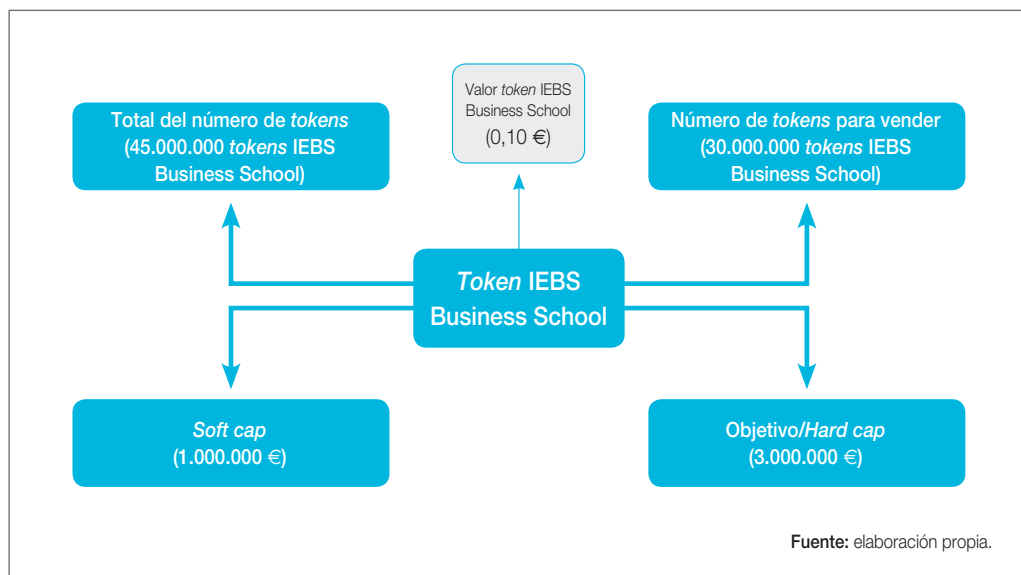 Total del número de tokens
(45.000.000 tokens IEBS
Business School)
Valor token IEBS
Business School
(0,10 €)
Número de tokens para vender
(30.000.000 tokens IEBS
Business School)
Token IEBS
Business School
Soft cap
(1.000.000 €)
Objetivo/Hard cap
(3.000.000 €)
Fuente: elaboración propia.